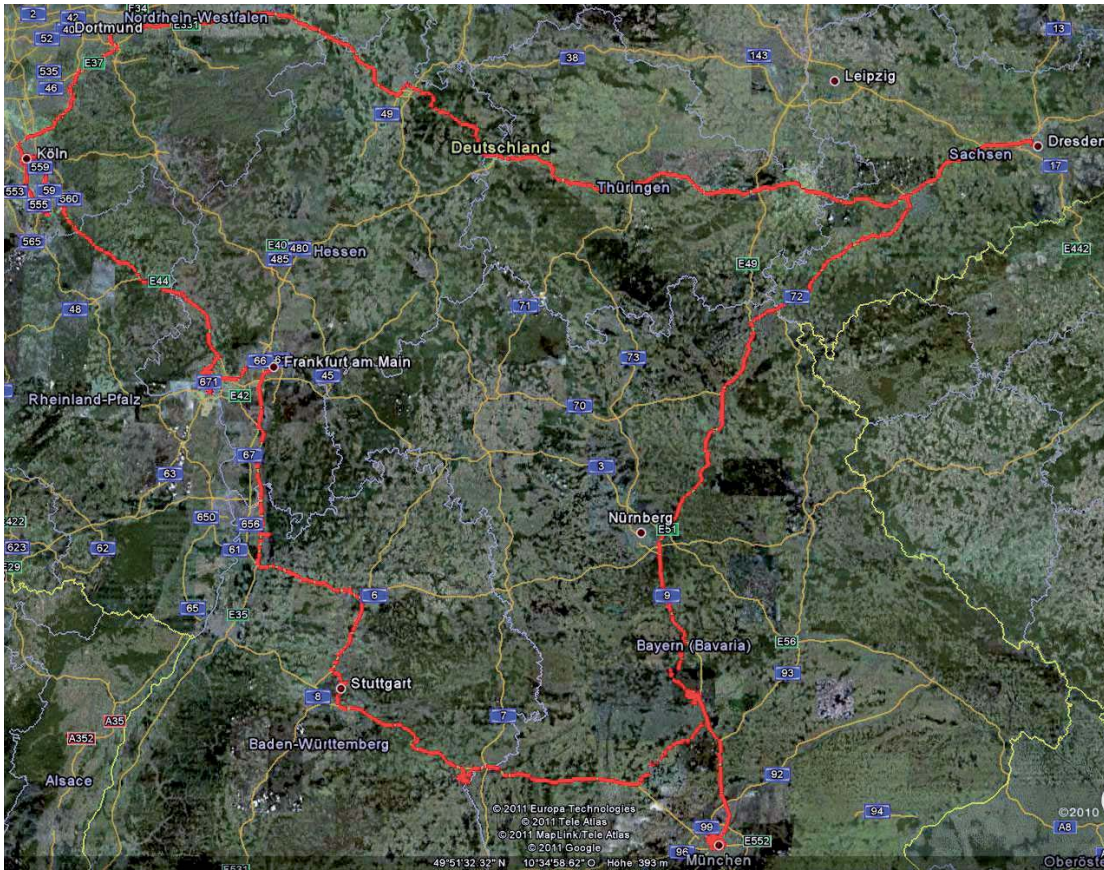 2
42
E34
Nordrhein-Westfalen
40
Dortmund
E331
52
E37
535
46
38
143
13
Leipzig
49
Deutschland
Köln
559
553
59
560
555
565
Dresden
Sachsen
17
Thüringen
E40
480
485
Hessen
E49
E442
E44
48
71
72
66
Frankfurt am Main
73
671
45
E42
Rheinland-Pfalz
70
67
63
3
650
656
Nürnberg
E51
E422
623
62
61
E29
65
6
9
E35
Bayern (Bavaria)
E56
93
Stuttgart
8
A35
7
A352
Baden-Württemberg
Alsace
92
94
©2010
© 2011 Europa Technologies
© 2011 Tele Atlas
© 2011 MapLink/Tele Atlas
© 2011 Google
99
E552
96
München
A8
49°51'32.32" N 10°34'58.62" O Höhe 393 m
Oberöste